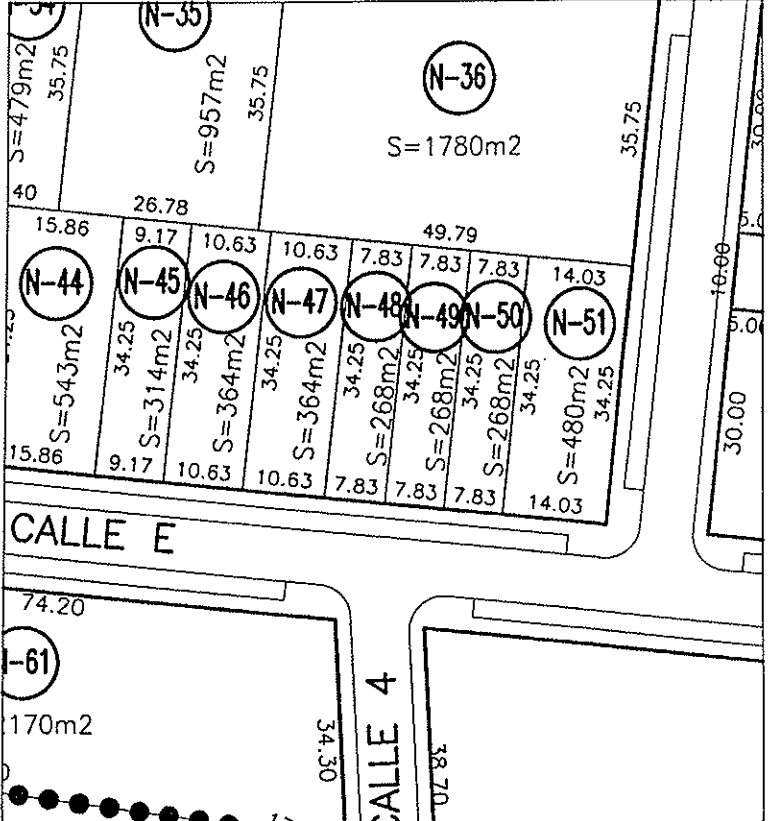 N-35
N-36
S=479m2
35.75
S=957m2
35.75
S=1780m2
35.75
40
26.78
49.79
15.86
9.17
10.63
10.63
7.83
7.83
7.83
14.03
N-44
N-45
N-46
N-47
N-48
N-49
N-50
N-51
S=543m2
34.25
S=314m2
34.25
S=364m2
34.25
S=364m2
34.25
S=268m2
34.25
S=268m2
34.25
S=268m2
34.25
S=480m2
34.25
15.86
9.17
10.63
10.63
7.83
7.83
7.83
14.03
10.00
30.00
CALLE E
74.20
-61
170m2
34.30
CALLE 4
38.70